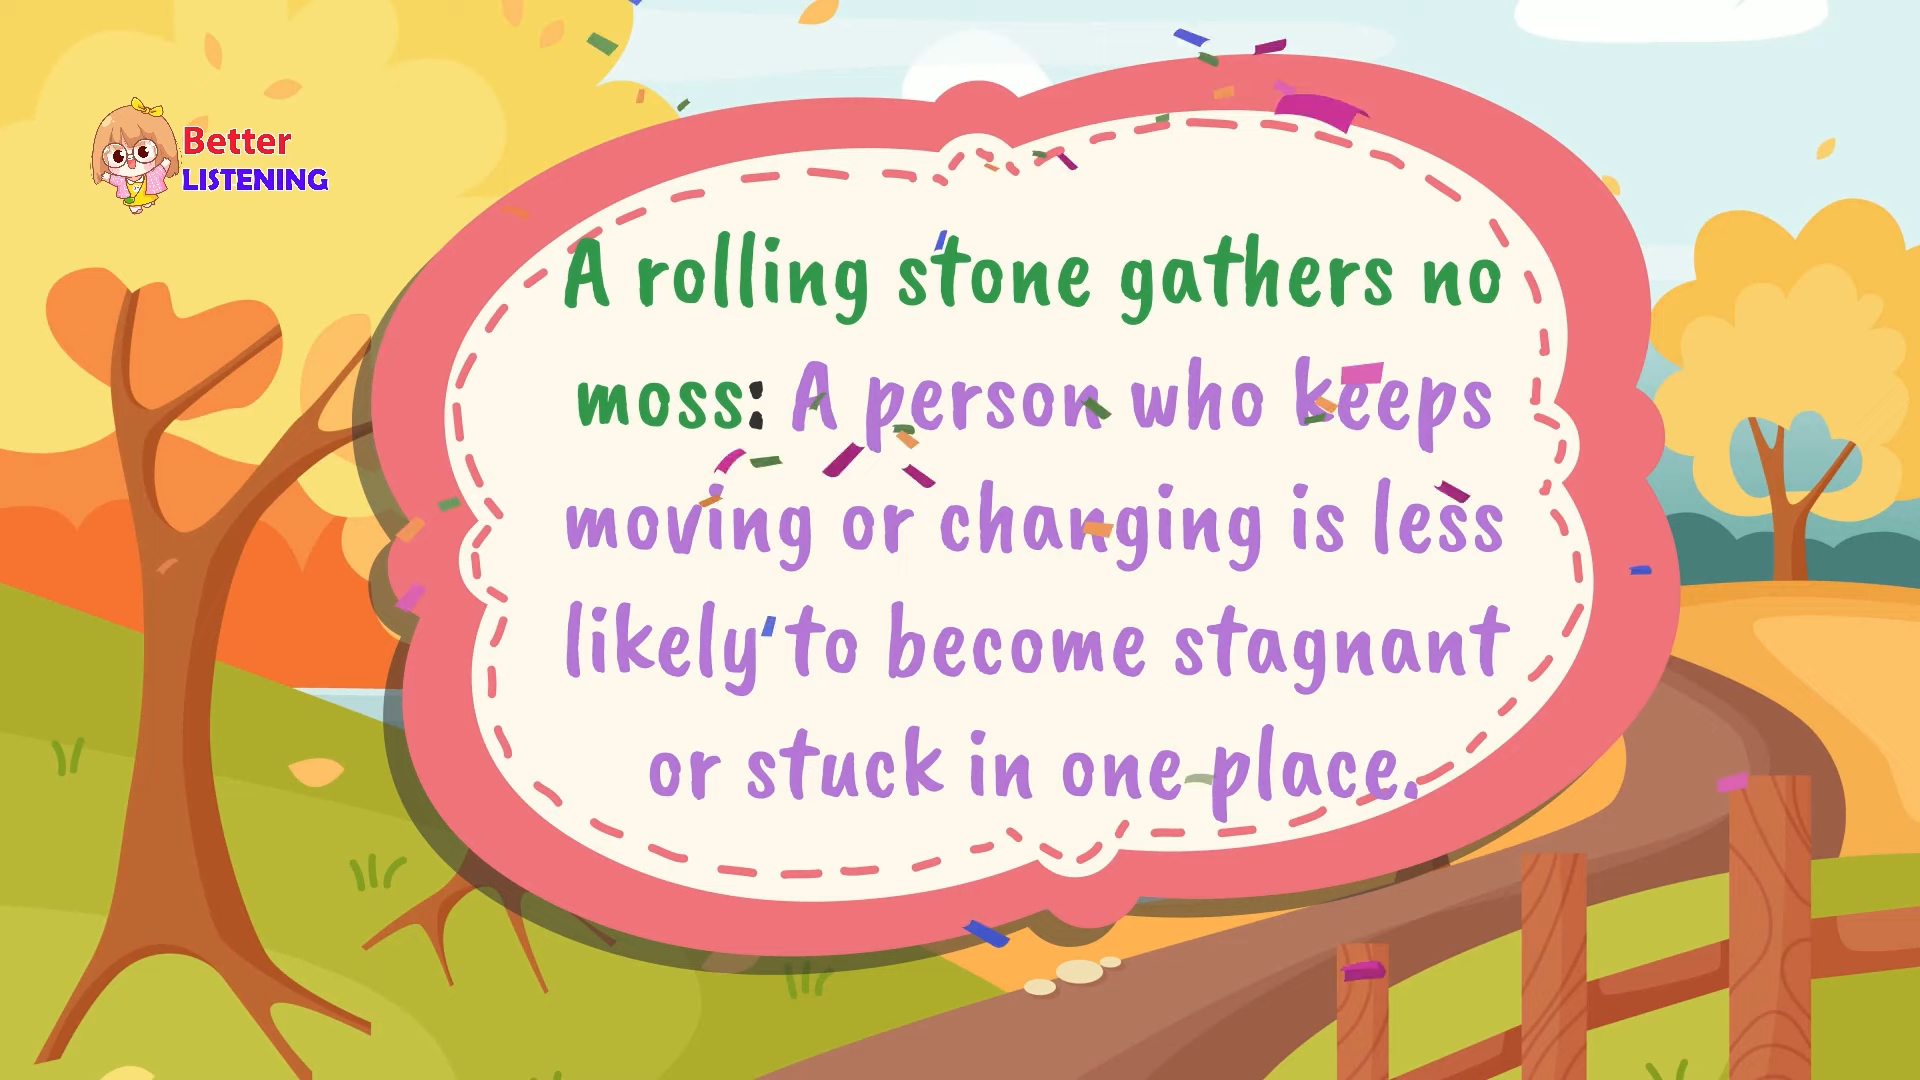 Better
LISTENING
A rolling stone gathers no
moss: A person who keeps
moving or changing is less
likely to become stagnant
or stuck in one place.